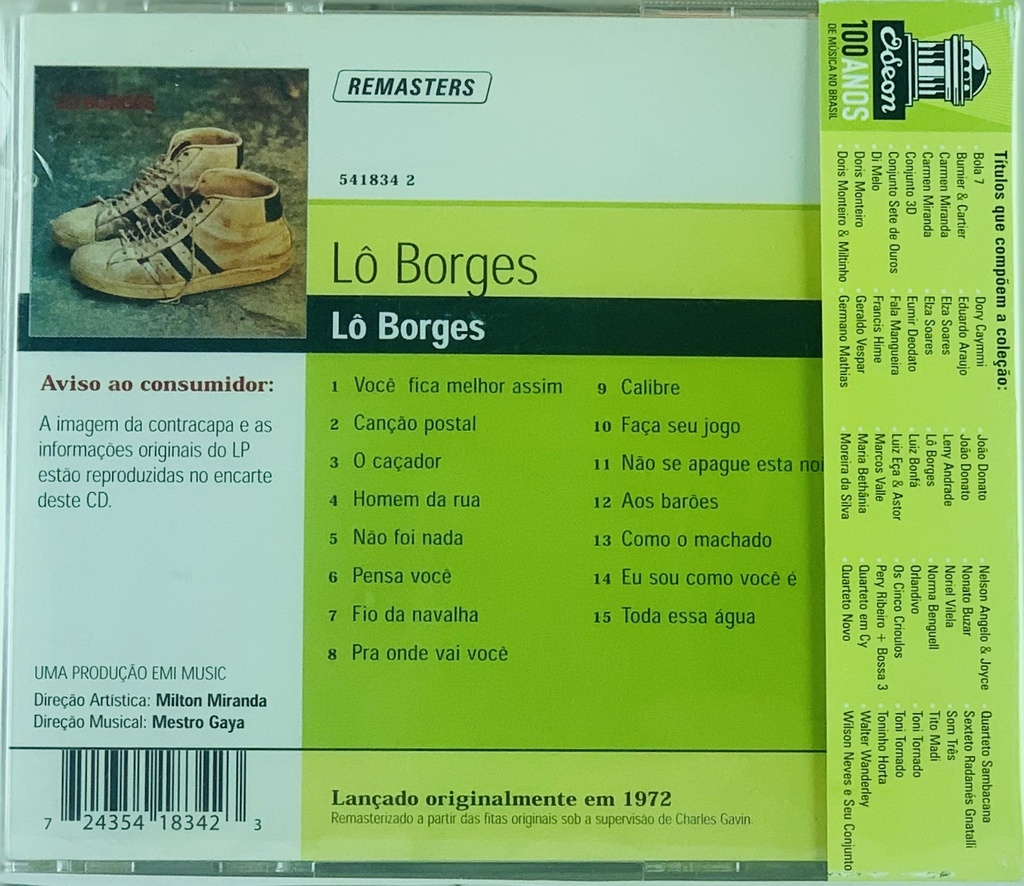 REMASTERS
541834 2
Lô Borges
Lô Borges
Aviso ao consumidor:
A imagem da contracapa e as
informações originais do LP
estão reproduzidas no encarte
deste CD.
1 Você fica melhor assim
2 Canção postal
3 O caçador
4 Homem da rua
5 Não foi nada
6 Pensa você
7 Fio da navalha
8 Pra onde vai você
9 Calibre
10 Faça seu jogo
11 Não se apague esta noi
12 Aos barões
13 Como o machado
14 Eu sou como você é
15 Toda essa água
UMA PRODUÇÃO EMI MUSIC
Direção Artística: Milton Miranda
Direção Musical: Mestro Gaya
7 24354 18342 3
Lançado originalmente em 1972
Remasterizado a partir das fitas originais sob a supervisão de Charles Gavin.
Odeon
100 ANOS
DE MÚSICA NO BRASIL
Títulos que compõem a coleção:
Bola 7
Burnier & Cartier
Carmen Miranda
Carmen Miranda
Conjunto 3D
Conjunto Sete de Ouros
Di Melo
Doris Monteiro
Doris Monteiro & Miltinho
Dory Caymmi
Eduardo Araujo
Elza Soares
Elza Soares
Eumir Deodato
Fala Mangueira
Francis Hime
Geraldo Vespar
Germano Mathias
João Donato
João Donato
Leny Andrade
Lô Borges
Luiz Bonfá
Luiz Eça & Astor
Marcos Valle
Maria Bethânia
Moreira da Silva
Nelson Angelo & Joyce
Nonato Buzar
Noriel Vilela
Norma Benguell
Orlandivo
Os Cinco Crioulos
Pery Ribeiro + Bossa 3
Quarteto em Cy
Quarteto Novo
Quarteto Sambacana
Sexteto Radamés Gnatalli
Som Três
Tito Madi
Toni Tornado
Toni Tornado
Toninho Horta
Walter Wanderley
Wilson Neves e Seu Conjunto